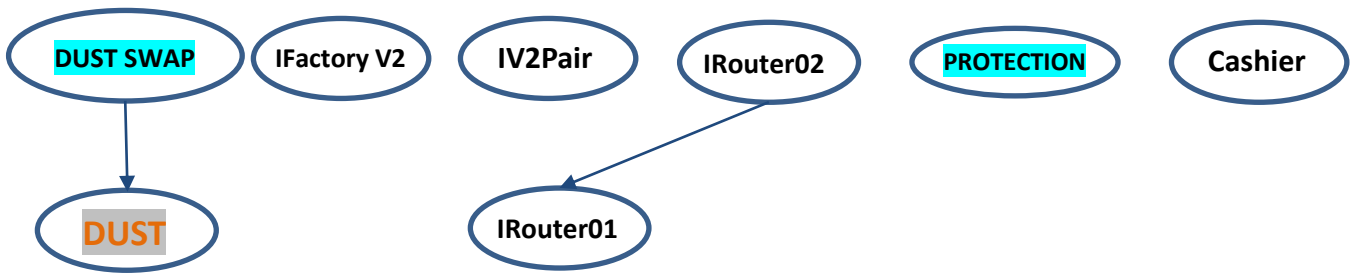 DUST SWAP
IFactory V2
IV2Pair
IRouter02
PROTECTION
Cashier
DUST
IRouter01